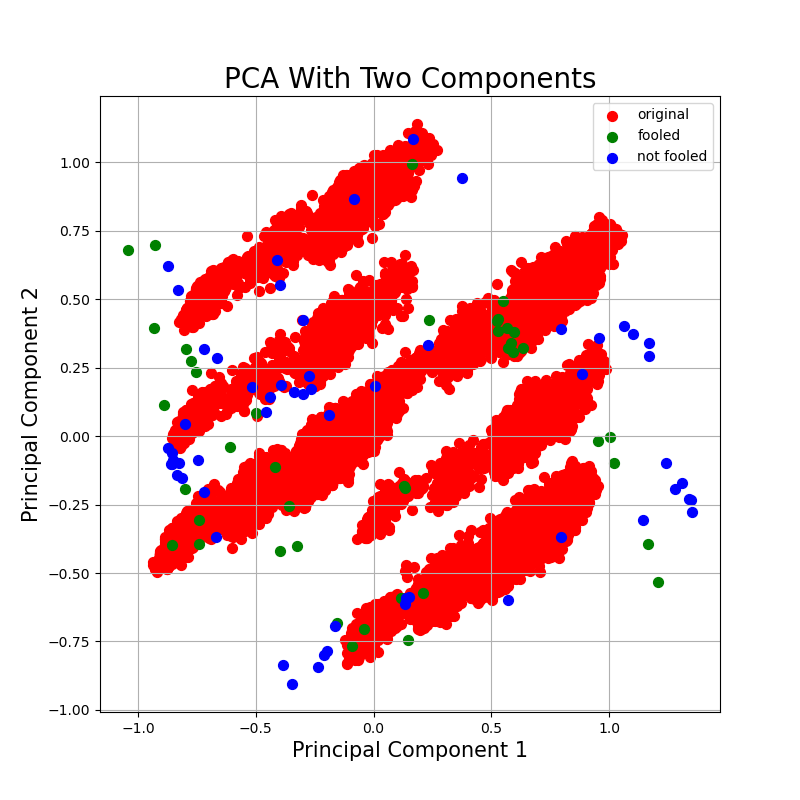 PCA With Two Components
original
fooled
not fooled
1.00
0.75
0.50
0.25
0.00
−0.25
−0.50
−0.75
−1.00
Principal Component 2
−1.0
−0.5
0.0
0.5
1.0
Principal Component 1